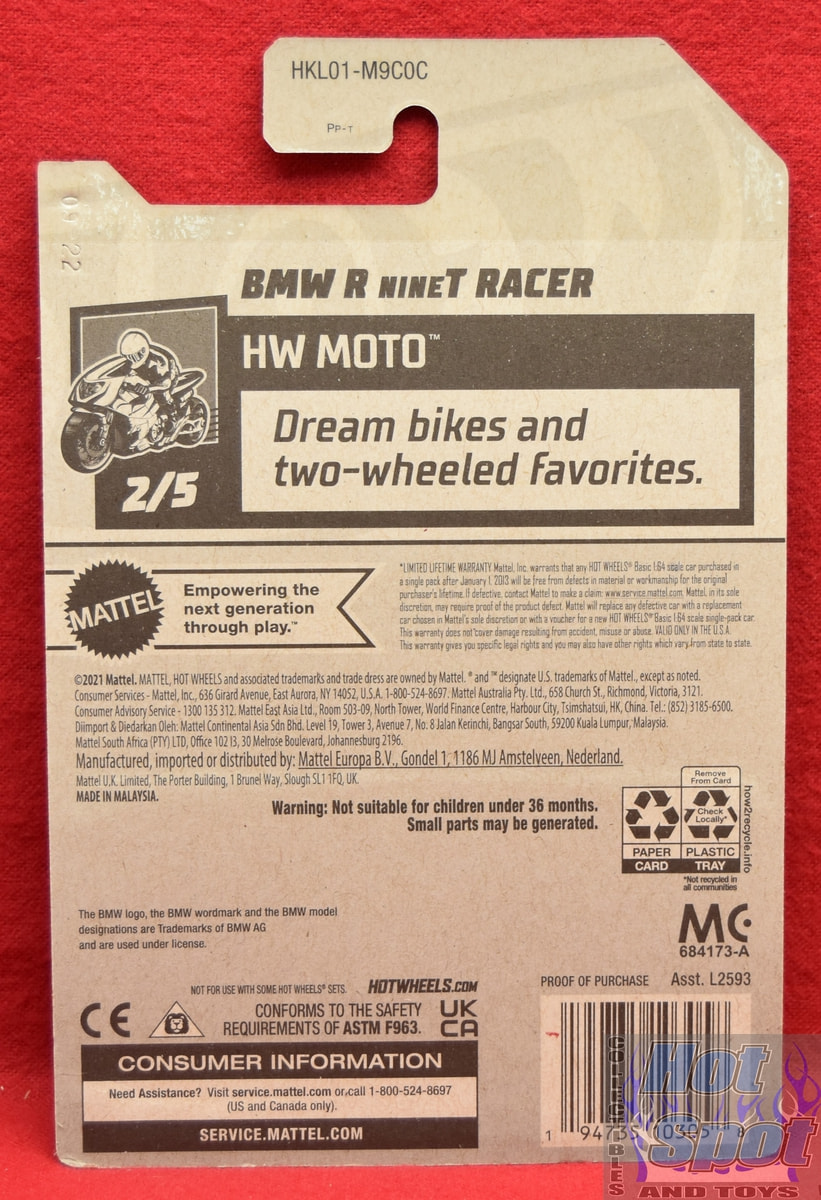 HKL01-M9C0C
PP-T
09 22
BMW R NINET RACER
HW MOTO™
Dream bikes and
two-wheeled favorites.
2/5
MATTEL
Empowering the
next generation
through play.™
*LIMITED LIFETIME WARRANTY Mattel, Inc. warrants that any HOT WHEELS® Basic 1:64 scale car purchased in
a single pack after January 1, 2013 will be free from defects in material or workmanship for the original
purchaser's lifetime. If defective, contact Mattel to make a claim: www.service.mattel.com. Mattel, in its sole
discretion, may require proof of the product defect. Mattel will replace any defective car with a replacement
car chosen in Mattel's sole discretion or with a voucher for a new HOT WHEELS® Basic 1:64 scale single-pack car.
This warranty does not cover damage resulting from accident, misuse or abuse. VALID ONLY IN THE U.S.A.
This warranty gives you specific legal rights and you may also have other rights which vary from state to state.
©2021 Mattel. MATTEL, HOT WHEELS and associated trademarks and trade dress are owned by Mattel. ® and ™ designate U.S. trademarks of Mattel, except as noted.
Consumer Services - Mattel, Inc., 636 Girard Avenue, East Aurora, NY 14052, U.S.A. 1-800-524-8697. Mattel Australia Pty. Ltd., 658 Church St., Richmond, Victoria, 3121.
Consumer Advisory Service - 1300 135 312. Mattel East Asia Ltd., Room 503-09, North Tower, World Finance Centre, Harbour City, Tsimshatsui, HK, China. Tel.: (852) 3185-6500.
Diimport & Diedarkan Oleh: Mattel Continental Asia Sdn Bhd. Level 19, Tower 3, Avenue 7, No. 8 Jalan Kerinchi, Bangsar South, 59200 Kuala Lumpur, Malaysia.
Mattel South Africa (PTY) LTD, Office 102 I3, 30 Melrose Boulevard, Johannesburg 2196.
Manufactured, imported or distributed by: Mattel Europa B.V., Gondel 1, 1186 MJ Amstelveen, Nederland.
Mattel U.K. Limited, The Porter Building, 1 Brunel Way, Slough SL1 1FQ, UK.
MADE IN MALAYSIA.
Warning: Not suitable for children under 36 months.
Small parts may be generated.
Remove
From Card
Check
Locally*
PAPER
CARD
PLASTIC
TRAY
how2recycle.info
*Not recycled in
all communities
The BMW logo, the BMW wordmark and the BMW model
designations are Trademarks of BMW AG
and are used under license.
MC
684173-A
NOT FOR USE WITH SOME HOT WHEELS® SETS.
HOTWHEELS.COM
PROOF OF PURCHASE
Asst. L2593
CE
CONFORMS TO THE SAFETY
REQUIREMENTS OF ASTM F963.
UK
CA
CONSUMER INFORMATION
Need Assistance? Visit service.mattel.com or call 1-800-524-8697
(US and Canada only).
SERVICE.MATTEL.COM
1 94735
COLLECTIBLES
Hot
Spot
AND TOYS